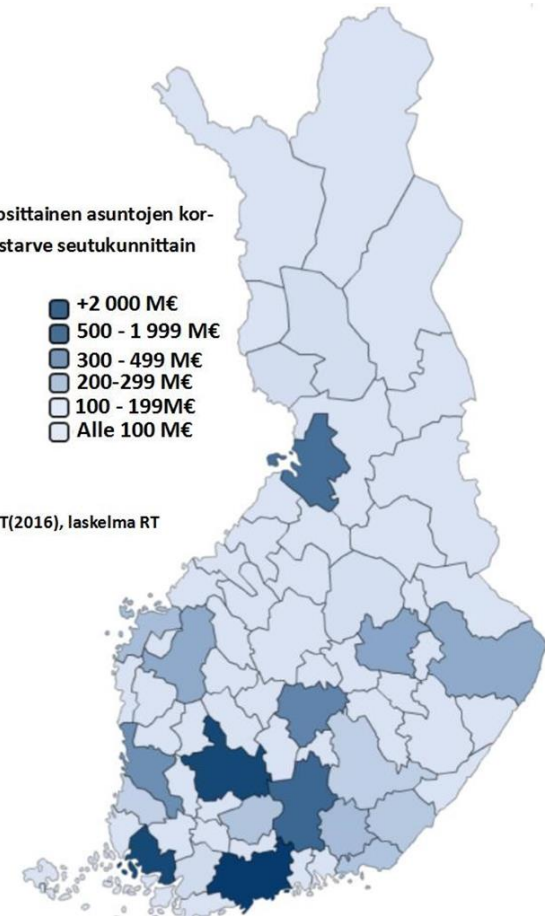 osittainen asuntojen kor-
starve seutukunnittain
+2 000 M€
500 - 1 999 M€
300 - 499 M€
200-299 M€
100 - 199M€
Alle 100 M€
T(2016), laskelma RT